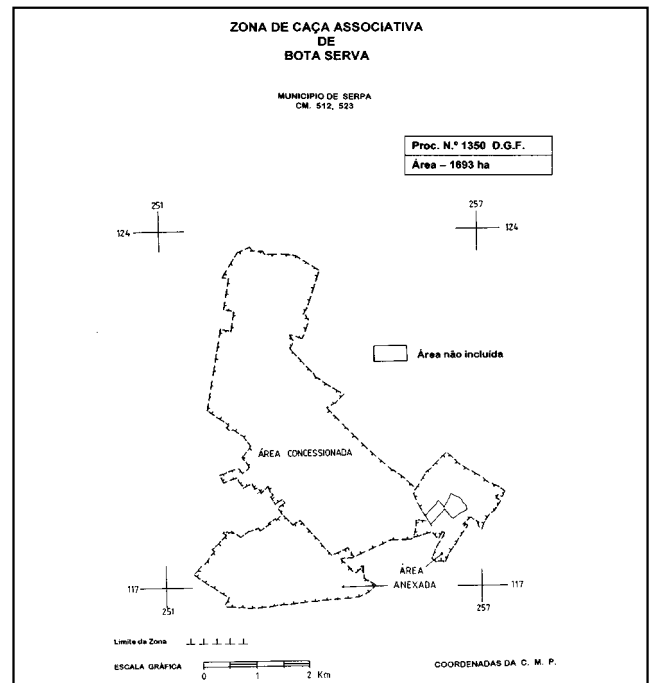 ZONA DE CAÇA ASSOCIATIVA
DE
BOTA SERVA
MUNICIPIO DE SERPA
CM. 512, 523
Proc. N.º 1350 D.G.F.
Área – 1693 ha
251
257
124
124
Área não incluída
ÁREA CONCESSIONADA
ÁREA
ANEXADA
117
117
251
257
Limite da Zona
ESCALA GRÁFICA
0 1 2 Km
COORDENADAS DA C. M. P.